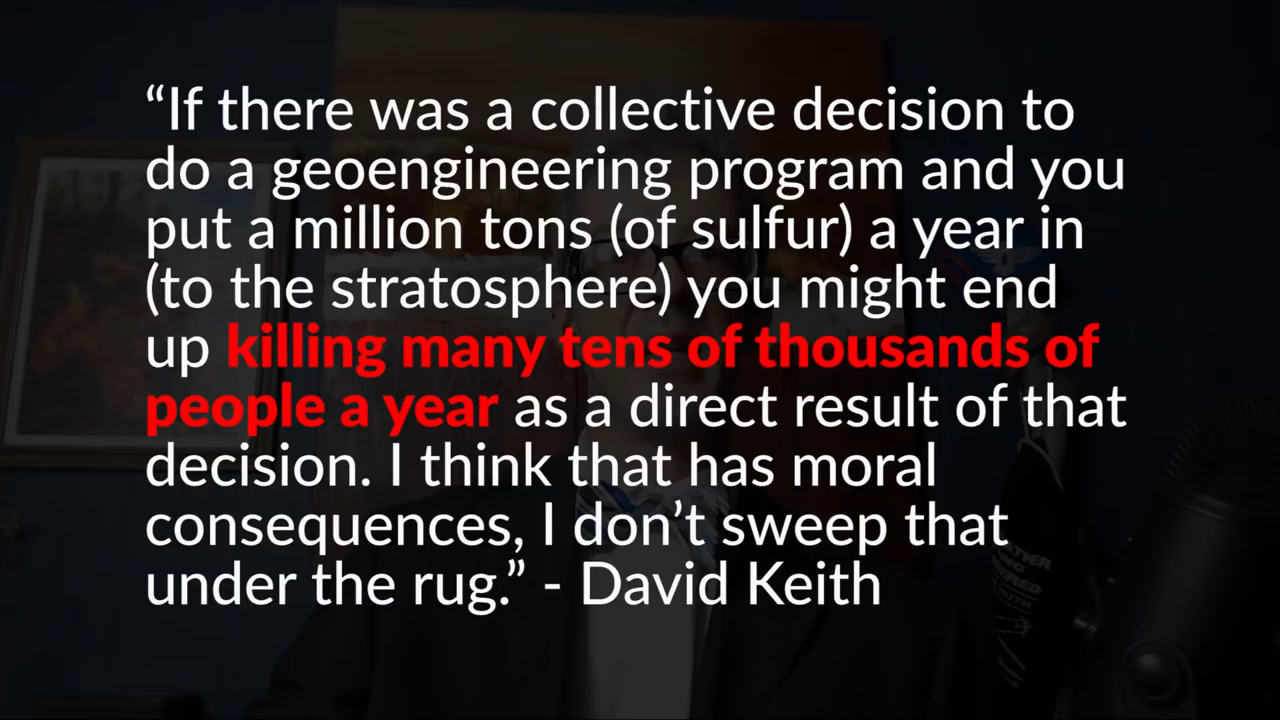 “If there was a collective decision to
do a geoengineering program and you
put a million tons (of sulfur) a year in
(to the stratosphere) you might end
up killing many tens of thousands of
people a year as a direct result of that
decision. I think that has moral
consequences, I don’t sweep that
under the rug.” - David Keith